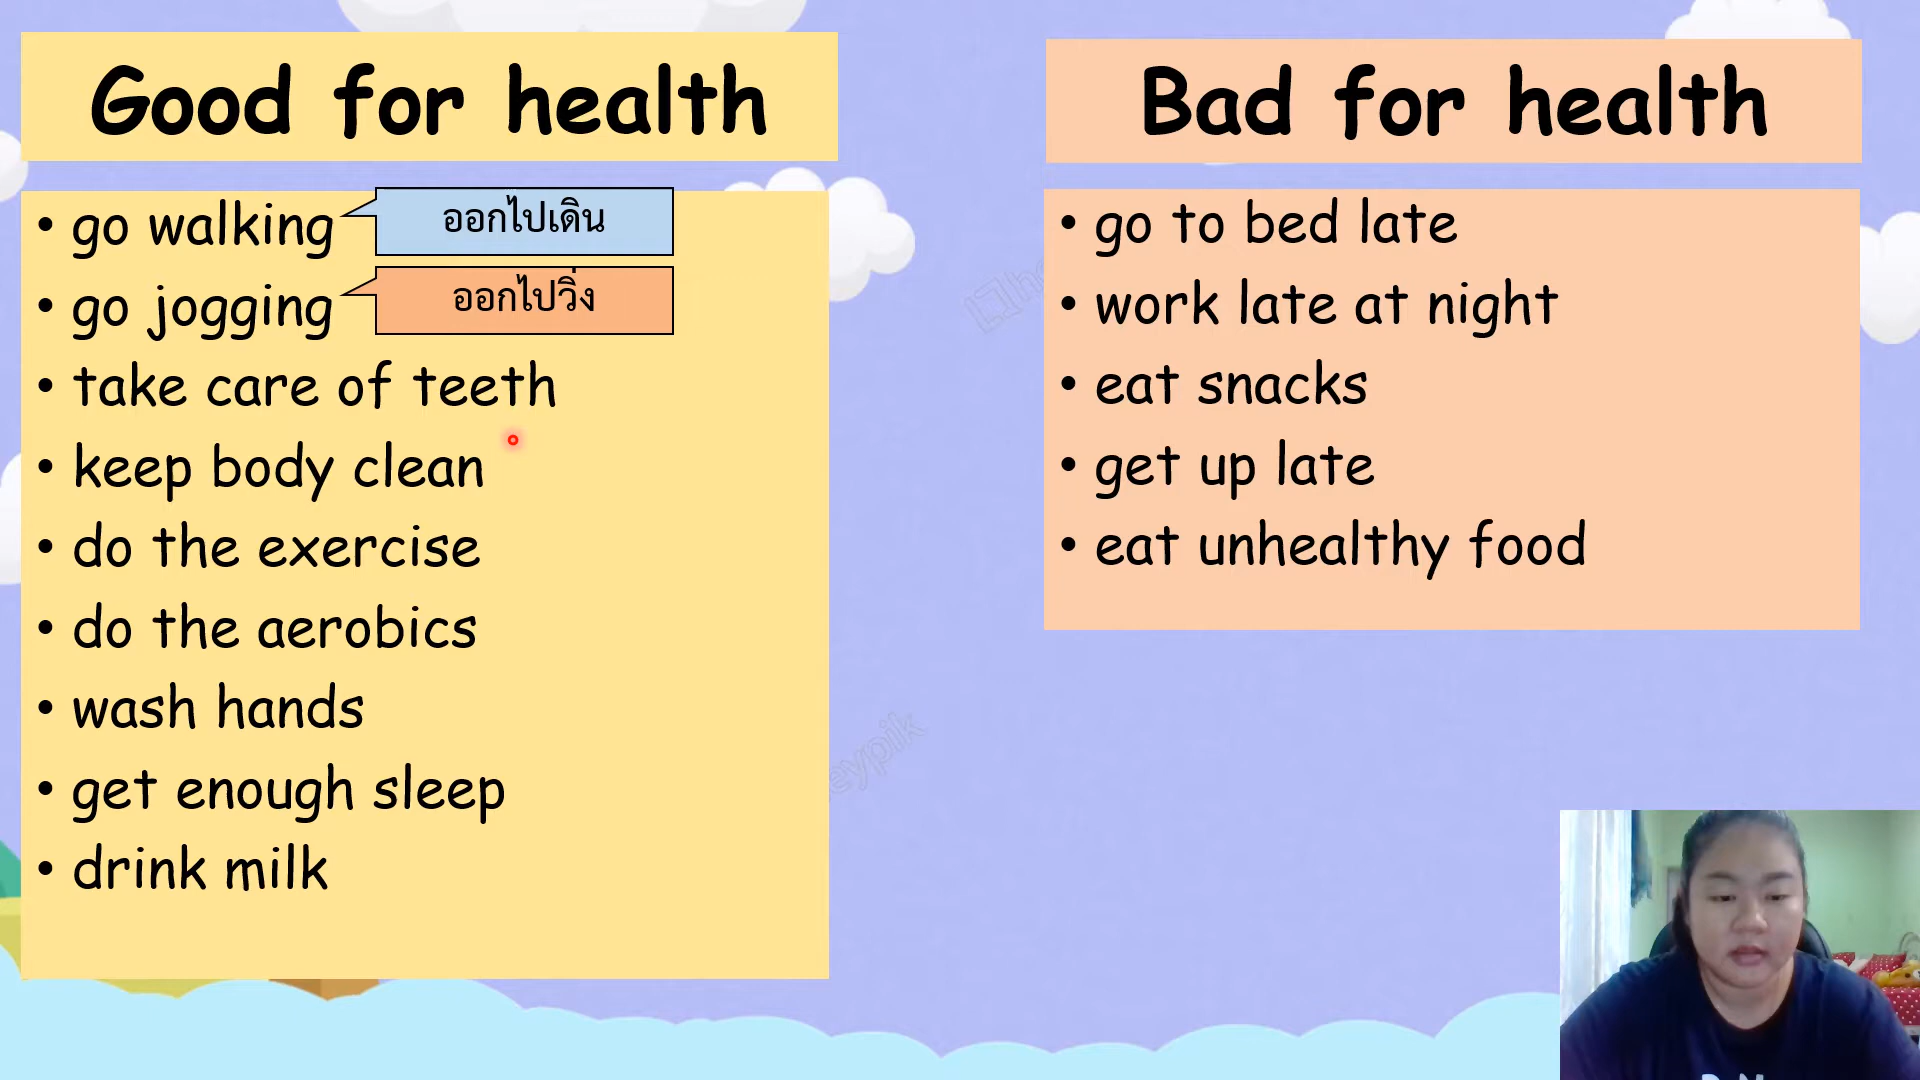 Good for health
• go walking
ออกไปเดิน
• go jogging
ออกไปวิ่ง
• take care of teeth
• keep body clean
• do the exercise
• do the aerobics
• wash hands
• get enough sleep
• drink milk
Bad for health
• go to bed late
• work late at night
• eat snacks
• get up late
• eat unhealthy food